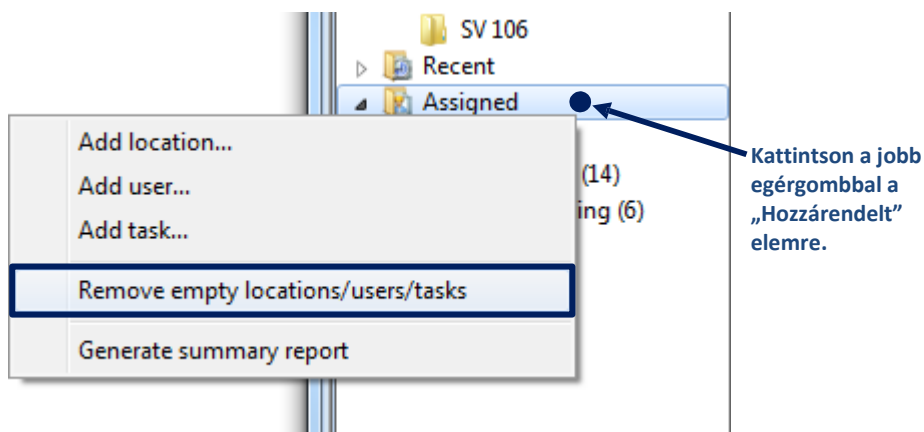 SV 106
Recent
Assigned
Add location...
Add user...
Add task...
(14)
ing (6)
Remove empty locations/users/tasks
Generate summary report
Kattintson a jobb
egérgombbal a
„Hozzárendelt”
elemre.